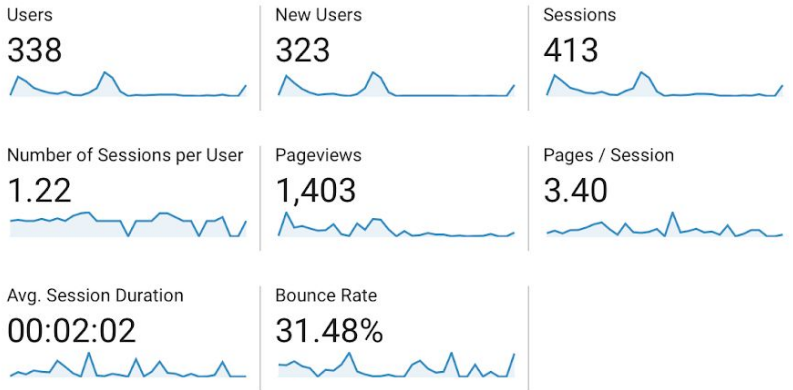 Users
338
New Users
323
Sessions
413
Number of Sessions per User
1.22
Pageviews
1,403
Pages / Session
3.40
Avg. Session Duration
00:02:02
Bounce Rate
31.48%